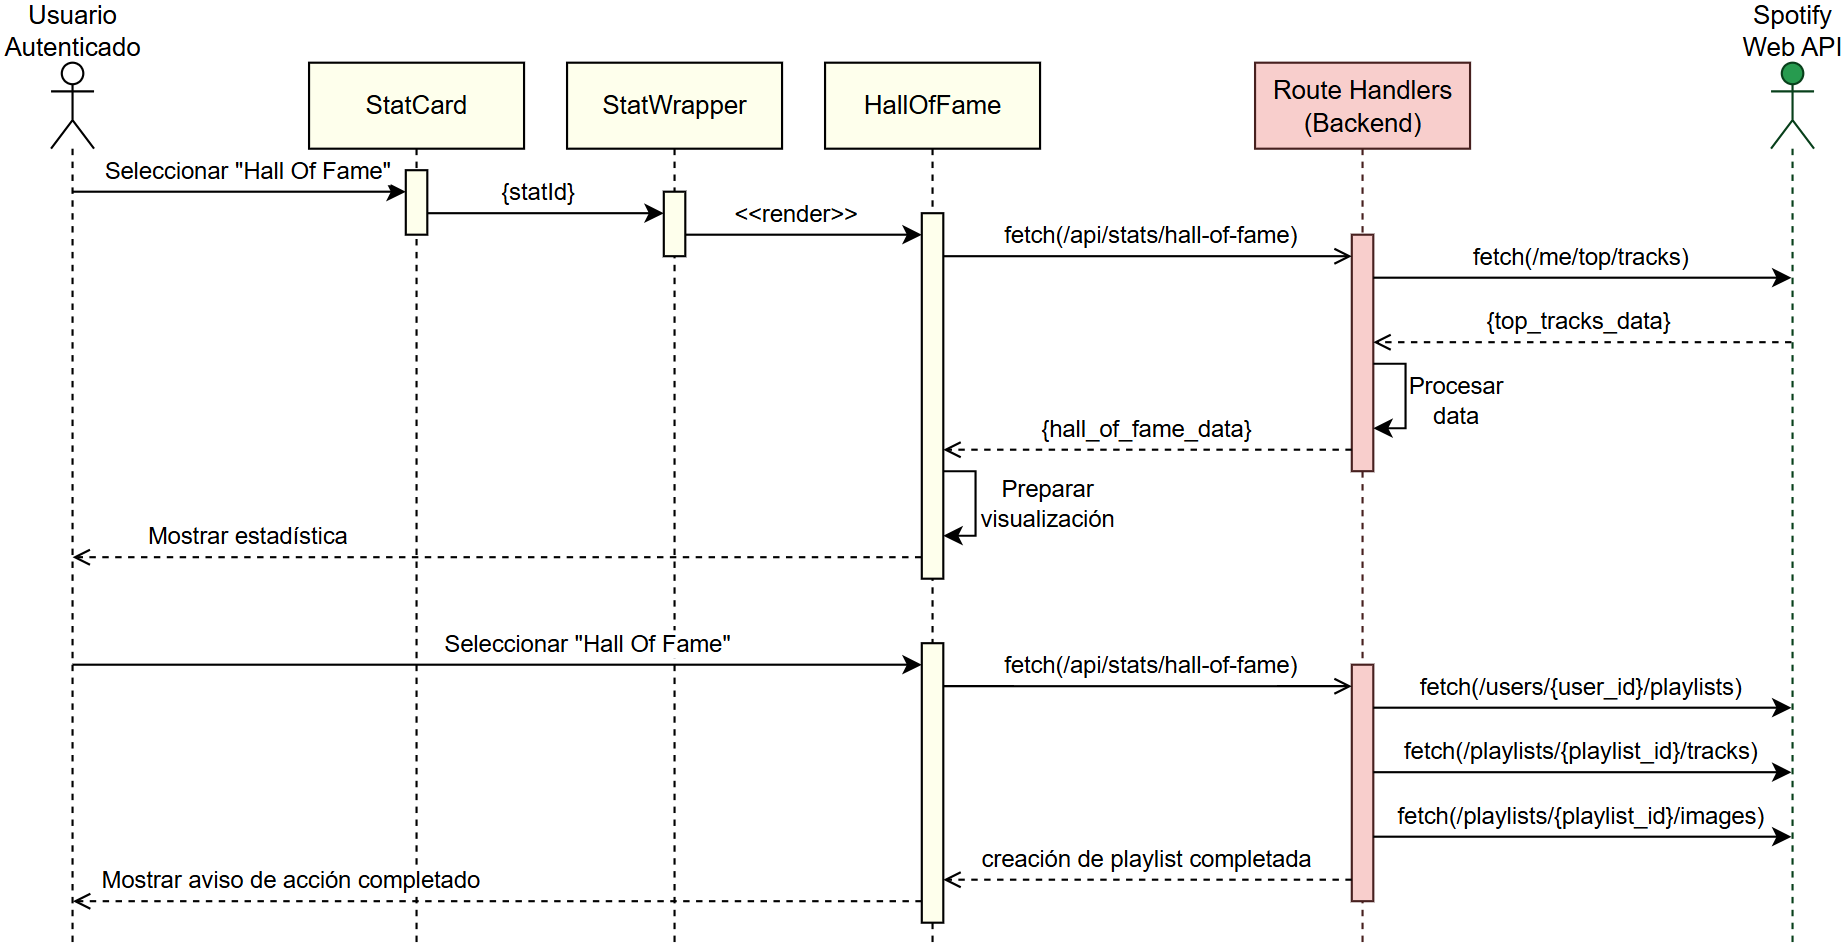 Usuario
Autenticado
Spotify
Web API
StatCard
StatWrapper
HallOfFame
Route Handlers
(Backend)
Seleccionar "Hall Of Fame"
{statId}
<<render>>
fetch(/api/stats/hall-of-fame)
fetch(/me/top/tracks)
{top_tracks_data}
Procesar
data
{hall_of_fame_data}
Preparar
visualización
Mostrar estadística
Seleccionar "Hall Of Fame"
fetch(/api/stats/hall-of-fame)
fetch(/users/{user_id}/playlists)
fetch(/playlists/{playlist_id}/tracks)
fetch(/playlists/{playlist_id}/images)
creación de playlist completada
Mostrar aviso de acción completado